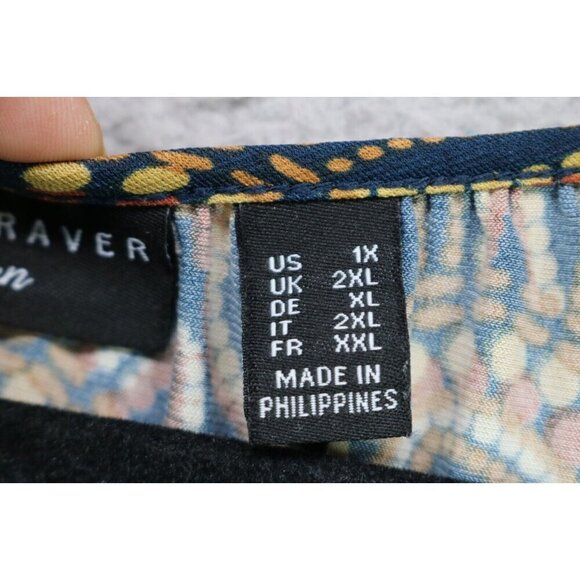 RAVER
US 1X
UK 2XL
DE XL
IT 2XL
FR XXL
MADE IN
PHILIPPINES